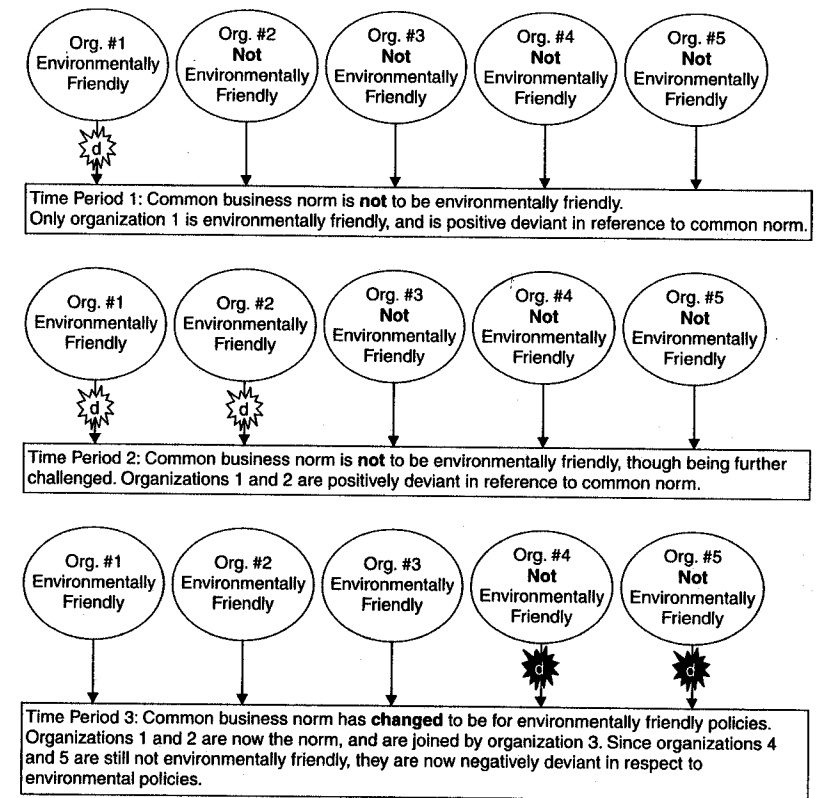 Org. #1
Environmentally
Friendly
Org. #2
Not
Environmentally
Friendly
Org. #3
Not
Environmentally
Friendly
Org. #4
Not
Environmentally
Friendly
Org. #5
Not
Environmentally
Friendly
d
Time Period 1: Common business norm is not to be environmentally friendly.
Only organization 1 is environmentally friendly, and is positive deviant in reference to common norm.
Org. #1
Environmentally
Friendly
Org. #2
Environmentally
Friendly
Org. #3
Not
Environmentally
Friendly
Org. #4
Not
Environmentally
Friendly
Org. #5
Not
Environmentally
Friendly
d
d
Time Period 2: Common business norm is not to be environmentally friendly, though being further
challenged. Organizations 1 and 2 are positively deviant in reference to common norm.
Org. #1
Environmentally
Friendly
Org. #2
Environmentally
Friendly
Org. #3
Environmentally
Friendly
Org. #4
Not
Environmentally
Friendly
Org. #5
Not
Environmentally
Friendly
d
d
Time Period 3: Common business norm has changed to be for environmentally friendly policies.
Organizations 1 and 2 are now the norm, and are joined by organization 3. Since organizations 4
and 5 are still not environmentally friendly, they are now negatively deviant in respect to
environmental policies.